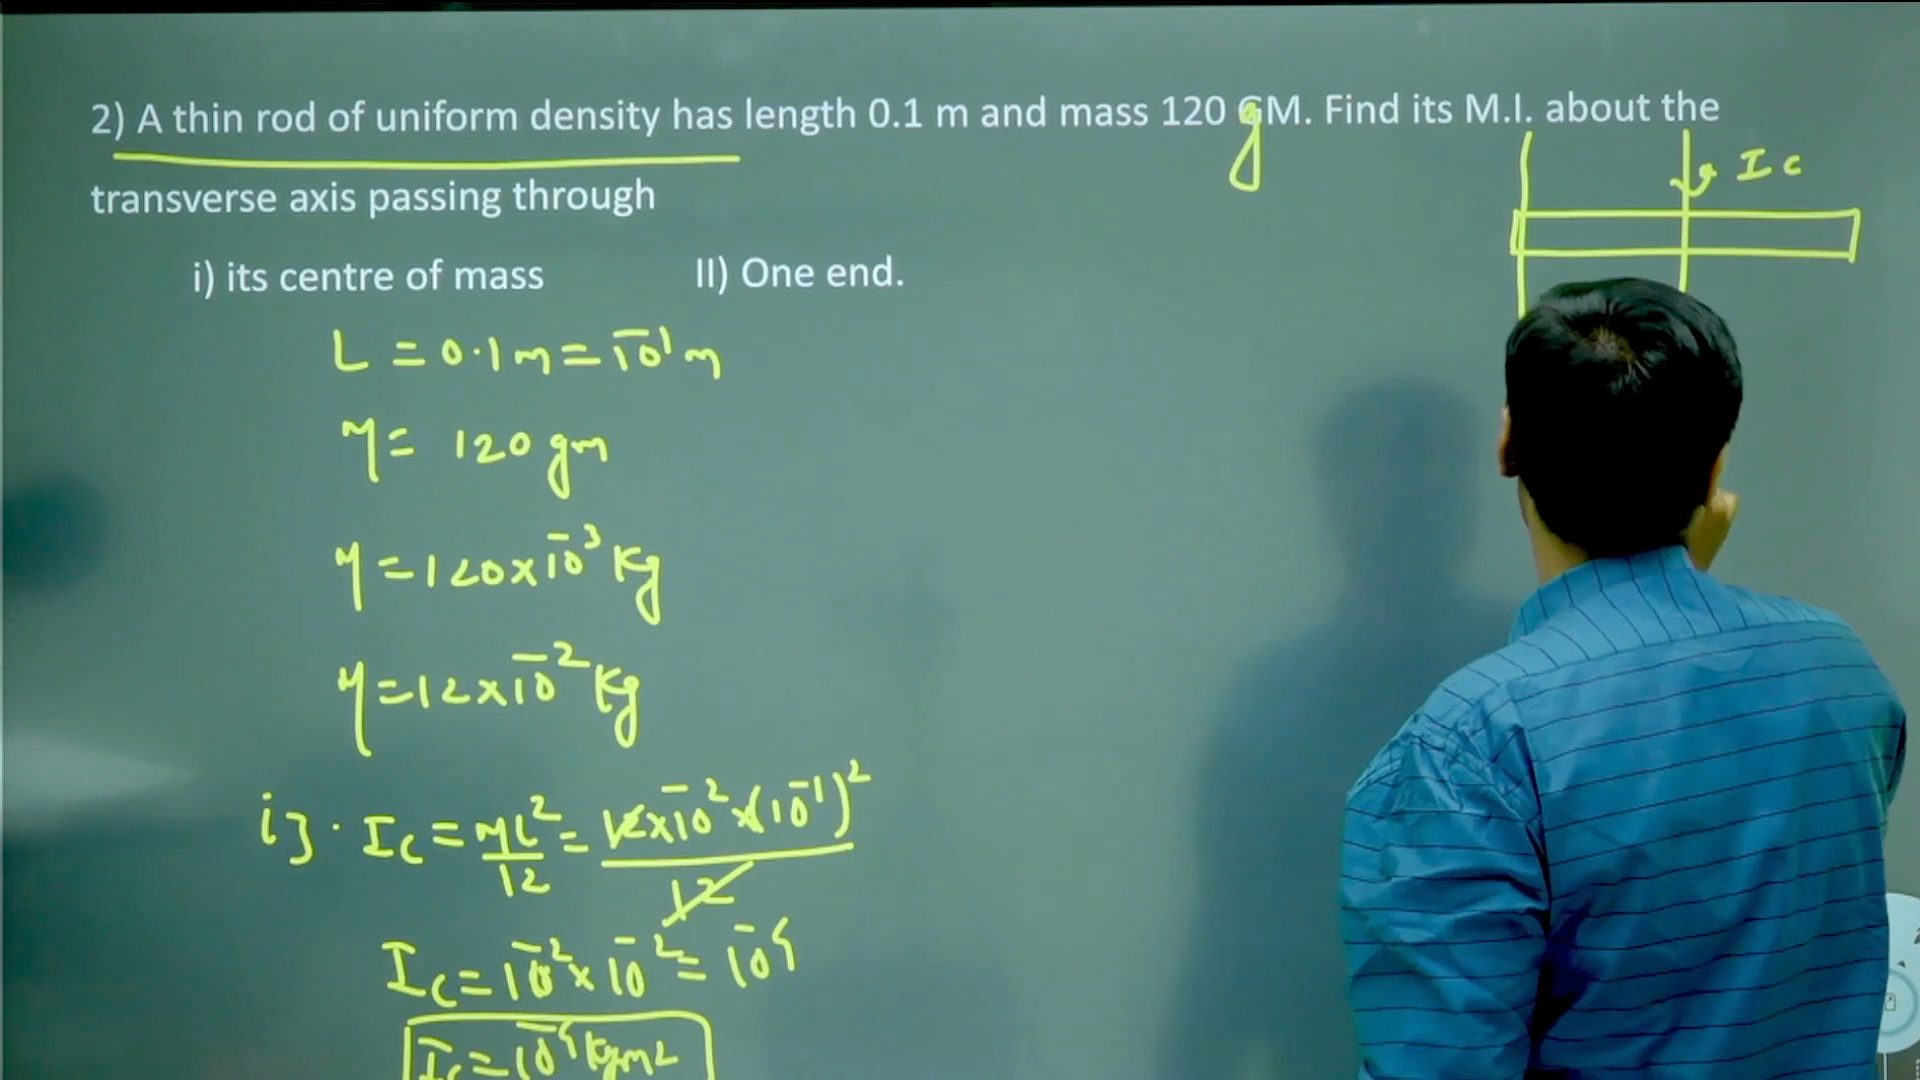 2) A thin rod of uniform density has length 0.1 m and mass 120 GM. Find its M.I. about the
g
transverse axis passing through
i) its centre of mass II) One end.
Ic
L = 0.1 m = 10⁻¹ m
M = 120 gm
M = 120 × 10⁻³ Kg
M = 12 × 10⁻² Kg
i] · Ic = ML²/12 = 12 × 10⁻² × (10⁻¹)²/12
Ic = 10⁻² × 10⁻² = 10⁻⁴
Ic = 10⁻⁴ Kgm2